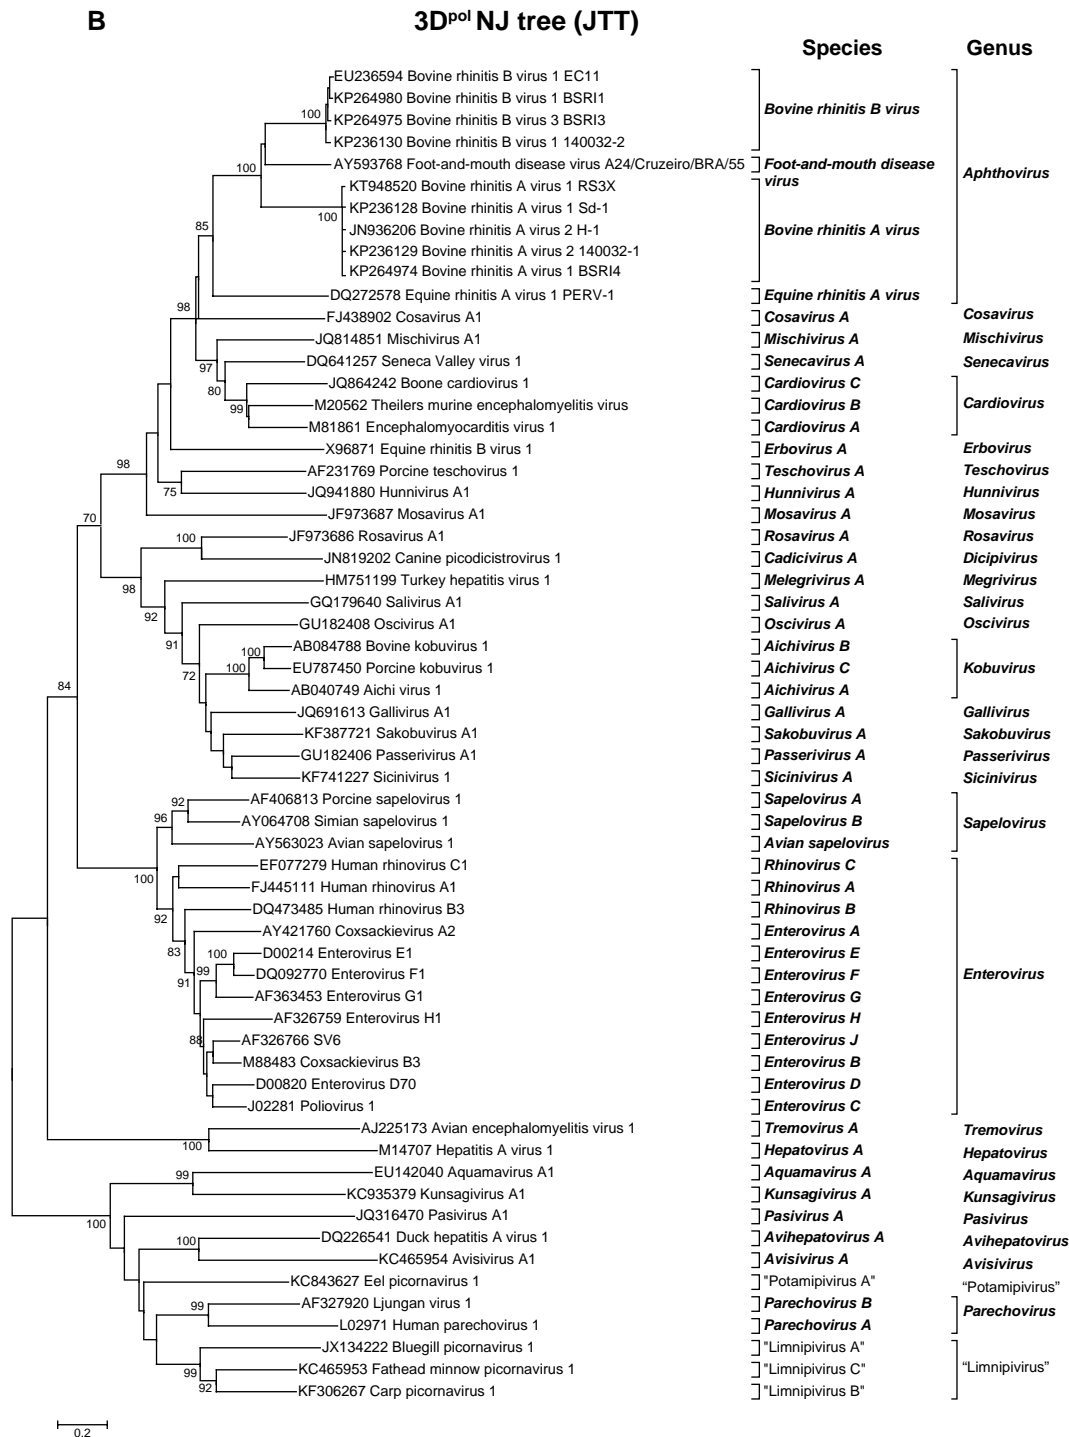 B 3Dpol NJ tree (JTT)
Species Genus
EU236594 Bovine rhinitis B virus 1 EC11
KP264980 Bovine rhinitis B virus 1 BSRI1
Bovine rhinitis B virus
KP264975 Bovine rhinitis B virus 3 BSRI3
100
KP236130 Bovine rhinitis B virus 1 140032-2
AY593768 Foot-and-mouth disease virus A24/Cruzeiro/BRA/55 Foot-and-mouth disease
virus
100
Aphthovirus
KT948520 Bovine rhinitis A virus 1 RS3X
KP236128 Bovine rhinitis A virus 1 Sd-1
100
JN936206 Bovine rhinitis A virus 2 H-1 Bovine rhinitis A virus
85
KP236129 Bovine rhinitis A virus 2 140032-1
KP264974 Bovine rhinitis A virus 1 BSRI4
DQ272578 Equine rhinitis A virus 1 PERV-1 Equine rhinitis A virus
98
FJ438902 Cosavirus A1 Cosavirus A Cosavirus
JQ814851 Mischivirus A1 Mischivirus A Mischivirus
97
DQ641257 Seneca Valley virus 1 Senecavirus A Senecavirus
80
JQ864242 Boone cardiovirus 1 Cardiovirus C
99
M20562 Theilers murine encephalomyelitis virus Cardiovirus B Cardiovirus
M81861 Encephalomyocarditis virus 1 Cardiovirus A
X96871 Equine rhinitis B virus 1 Erbovirus A Erbovirus
98
AF231769 Porcine teschovirus 1 Teschovirus A Teschovirus
75
JQ941880 Hunnivirus A1 Hunnivirus A Hunnivirus
JF973687 Mosavirus A1 Mosavirus A Mosavirus
70
100
JF973686 Rosavirus A1 Rosavirus A Rosavirus
JN819202 Canine picodicistrovirus 1 Cadicivirus A Dicipivirus
98
HM751199 Turkey hepatitis virus 1 Melegrivirus A Megrivirus
92
GQ179640 Salivirus A1 Salivirus A Salivirus
GU182408 Oscivirus A1 Oscivirus A Oscivirus
91
AB084788 Bovine kobuvirus 1 Aichivirus B
100
100
72
EU787450 Porcine kobuvirus 1 Aichivirus C Kobuvirus
AB040749 Aichi virus 1 Aichivirus A
84
JQ691613 Gallivirus A1 Gallivirus A Gallivirus
KF387721 Sakobuvirus A1 Sakobuvirus A Sakobuvirus
GU182406 Passerivirus A1 Passerivirus A Passerivirus
KF741227 Sicinivirus 1 Sicinivirus A Sicinivirus
92
AF406813 Porcine sapelovirus 1 Sapelovirus A
96
AY064708 Simian sapelovirus 1 Sapelovirus B Sapelovirus
AY563023 Avian sapelovirus 1 Avian sapelovirus
EF077279 Human rhinovirus C1 Rhinovirus C
100
FJ445111 Human rhinovirus A1 Rhinovirus A
DQ473485 Human rhinovirus B3 Rhinovirus B
92
AY421760 Coxsackievirus A2 Enterovirus A
83
100
D00214 Enterovirus E1 Enterovirus E
99
DQ092770 Enterovirus F1 Enterovirus F Enterovirus
91
AF363453 Enterovirus G1 Enterovirus G
AF326759 Enterovirus H1 Enterovirus H
88
AF326766 SV6 Enterovirus J
M88483 Coxsackievirus B3 Enterovirus B
D00820 Enterovirus D70 Enterovirus D
J02281 Poliovirus 1 Enterovirus C
AJ225173 Avian encephalomyelitis virus 1 Tremovirus A Tremovirus
100
M14707 Hepatitis A virus 1 Hepatovirus A Hepatovirus
99
EU142040 Aquamavirus A1 Aquamavirus A Aquamavirus
KC935379 Kunsagivirus A1 Kunsagivirus A Kunsagivirus
100
JQ316470 Pasivirus A1 Pasivirus A Pasivirus
100
DQ226541 Duck hepatitis A virus 1 Avihepatovirus A Avihepatovirus
KC465954 Avisivirus A1 Avisivirus A Avisivirus
KC843627 Eel picornavirus 1 "Potamipivirus A" “Potamipivirus”
99
AF327920 Ljungan virus 1 Parechovirus B
Parechovirus
L02971 Human parechovirus 1 Parechovirus A
JX134222 Bluegill picornavirus 1 "Limnipivirus A"
99
KC465953 Fathead minnow picornavirus 1 "Limnipivirus C" “Limnipivirus”
92
KF306267 Carp picornavirus 1 "Limnipivirus B"
0.2